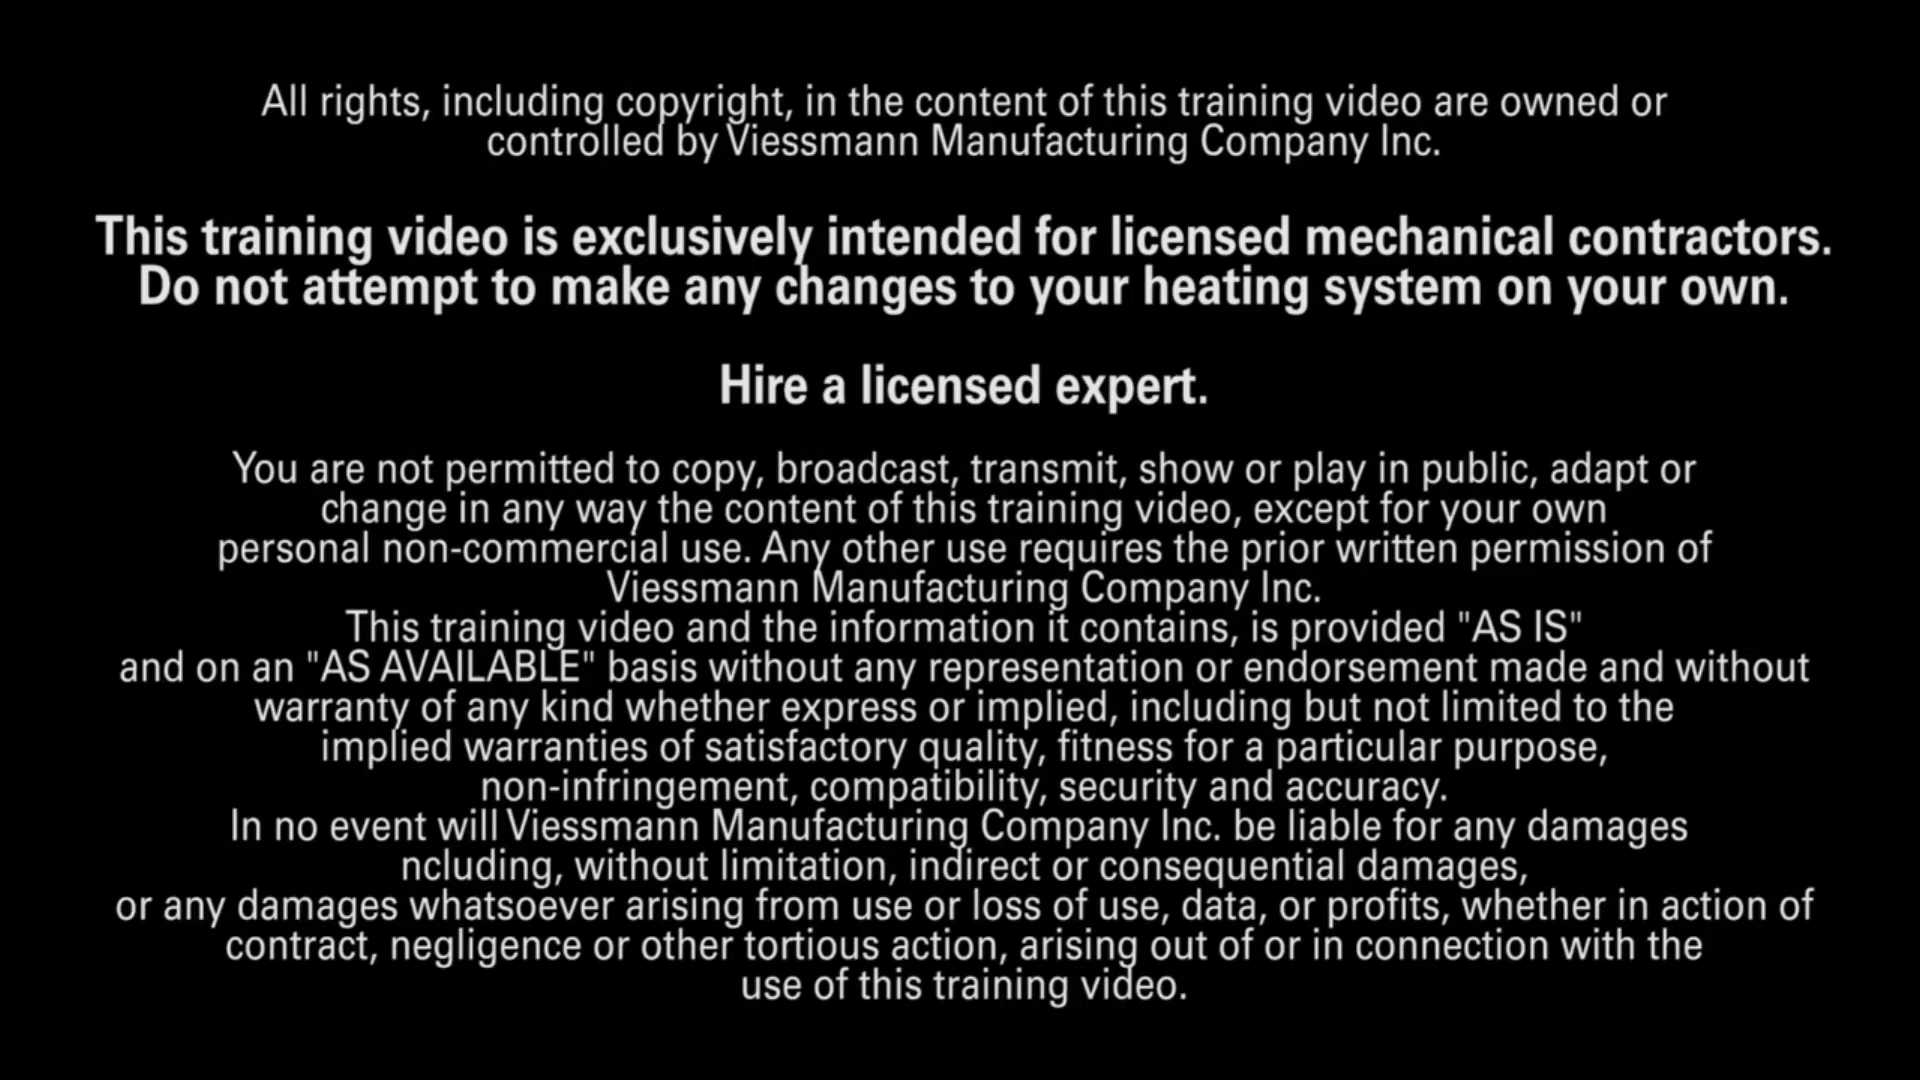 All rights, including copyright, in the content of this training video are owned or
controlled by Viessmann Manufacturing Company Inc.
This training video is exclusively intended for licensed mechanical contractors.
Do not attempt to make any changes to your heating system on your own.
Hire a licensed expert.
You are not permitted to copy, broadcast, transmit, show or play in public, adapt or
change in any way the content of this training video, except for your own
personal non-commercial use. Any other use requires the prior written permission of
Viessmann Manufacturing Company Inc.
This training video and the information it contains, is provided "AS IS"
and on an "AS AVAILABLE" basis without any representation or endorsement made and without
warranty of any kind whether express or implied, including but not limited to the
implied warranties of satisfactory quality, fitness for a particular purpose,
non-infringement, compatibility, security and accuracy.
In no event will Viessmann Manufacturing Company Inc. be liable for any damages
ncluding, without limitation, indirect or consequential damages,
or any damages whatsoever arising from use or loss of use, data, or profits, whether in action of
contract, negligence or other tortious action, arising out of or in connection with the
use of this training video.